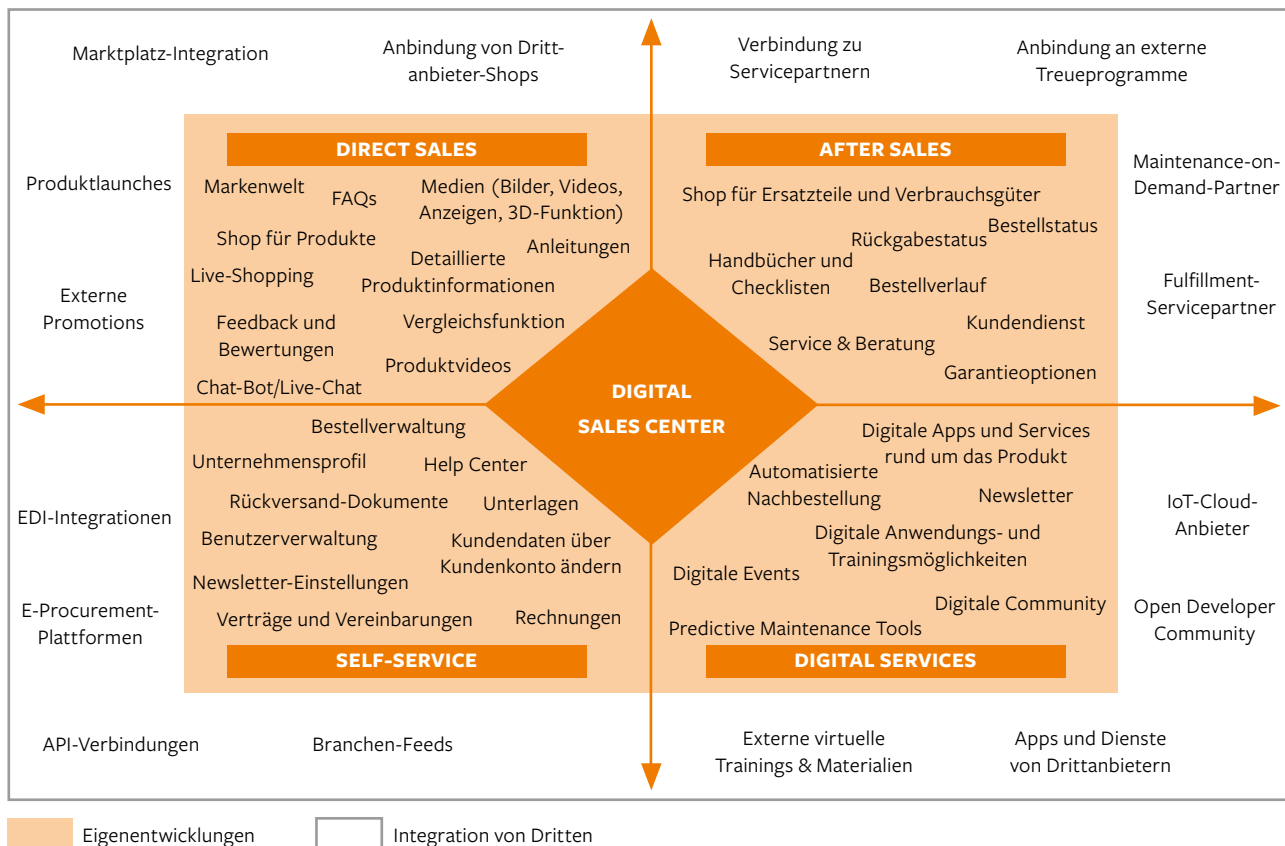 Marktplatz-Integration
Anbindung von Dritt-
anbieter-Shops
Verbindung zu
Servicepartnern
Anbindung an externe
Treueprogramme
Produktlaunches
Externe
Promotions
DIRECT SALES
Markenwelt
FAQs
Medien (Bilder, Videos,
Anzeigen, 3D-Funktion)
Shop für Produkte
Anleitungen
Live-Shopping
Detaillierte
Produktinformationen
Feedback und
Bewertungen
Vergleichsfunktion
Produktvideos
Chat-Bot/Live-Chat
AFTER SALES
Shop für Ersatzteile und Verbrauchsgüter
Bestellstatus
Rückgabestatus
Handbücher und
Checklisten
Bestellverlauf
Kundendienst
Service & Beratung
Garantieoptionen
Maintenance-on-
Demand-Partner
Fulfillment-
Servicepartner
DIGITAL
SALES CENTER
EDI-Integrationen
E-Procurement-
Plattformen
Bestellverwaltung
Unternehmensprofil
Help Center
Rückversand-Dokumente
Unterlagen
Benutzerverwaltung
Kundendaten über
Kundenkonto ändern
Newsletter-Einstellungen
Verträge und Vereinbarungen
Rechnungen
SELF-SERVICE
Digitale Apps und Services
rund um das Produkt
Automatisierte
Nachbestellung
Newsletter
Digitale Anwendungs- und
Trainingsmöglichkeiten
Digitale Events
Digitale Community
Predictive Maintenance Tools
DIGITAL SERVICES
IoT-Cloud-
Anbieter
Open Developer
Community
API-Verbindungen
Branchen-Feeds
Externe virtuelle
Trainings & Materialien
Apps und Dienste
von Drittanbietern
Eigenentwicklungen
Integration von Dritten